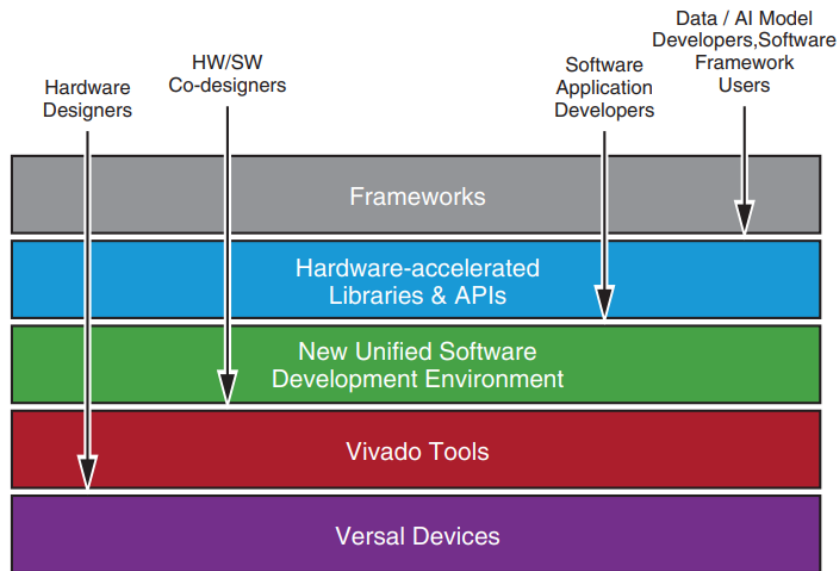 Hardware
Designers
HW/SW
Co-designers
Software
Application
Developers
Data / AI Model
Developers,Software
Framework
Users
Frameworks
Hardware-accelerated
Libraries & APIs
New Unified Software
Development Environment
Vivado Tools
Versal Devices